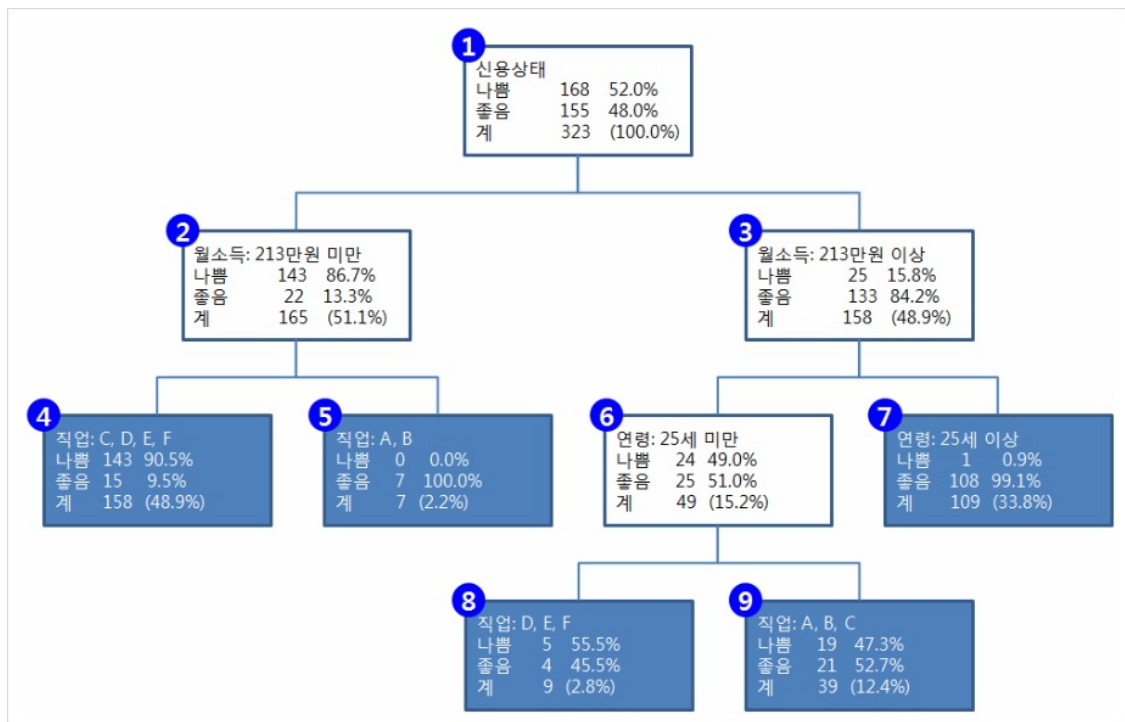 1
신용상태
나쁨 168 52.0%
좋음 155 48.0%
계 323 (100.0%)
2
월소득: 213만원 미만
나쁨 143 86.7%
좋음 22 13.3%
계 165 (51.1%)
3
월소득: 213만원 이상
나쁨 25 15.8%
좋음 133 84.2%
계 158 (48.9%)
4
직업: C, D, E, F
나쁨 143 90.5%
좋음 15 9.5%
계 158 (48.9%)
5
직업: A, B
나쁨 0 0.0%
좋음 7 100.0%
계 7 (2.2%)
6
연령: 25세 미만
나쁨 24 49.0%
좋음 25 51.0%
계 49 (15.2%)
7
연령: 25세 이상
나쁨 1 0.9%
좋음 108 99.1%
계 109 (33.8%)
8
직업: D, E, F
나쁨 5 55.5%
좋음 4 45.5%
계 9 (2.8%)
9
직업: A, B, C
나쁨 19 47.3%
좋음 21 52.7%
계 39 (12.4%)